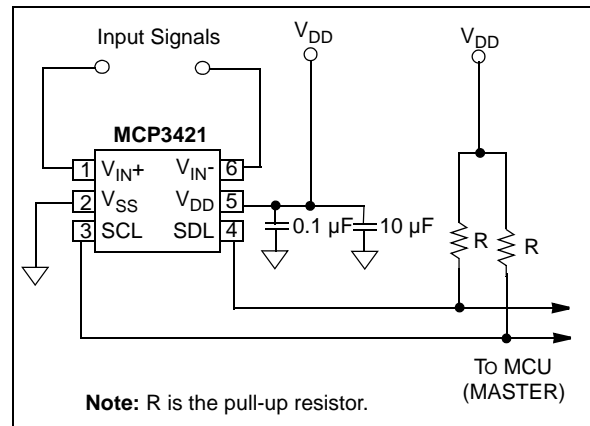 Input Signals
VDD
VDD
MCP3421
1 VIN+ VIN- 6
2 VSS VDD 5
3 SCL SDL 4
0.1 µF
10 µF
R
R
TO MCU
(MASTER)
Note: R is the pull-up resistor.